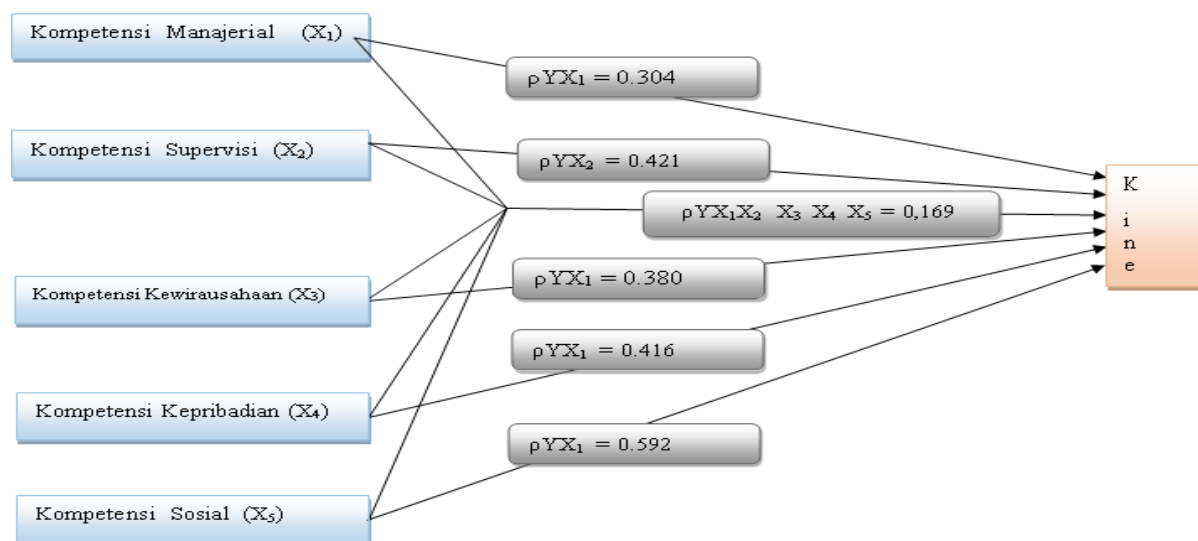 Kompetensi Manajerial (X₁)
ρYX₁ = 0.304
Kompetensi Supervisi (X₂)
ρYX₂ = 0.421
ρYX₁X₂ X₃ X₄ X₅ = 0,169
Kompetensi Kewirausahaan (X₃)
ρYX₁ = 0.380
ρYX₁ = 0.416
Kompetensi Kepribadian (X₄)
ρYX₁ = 0.592
Kompetensi Sosial (X₅)
K
i
n
e